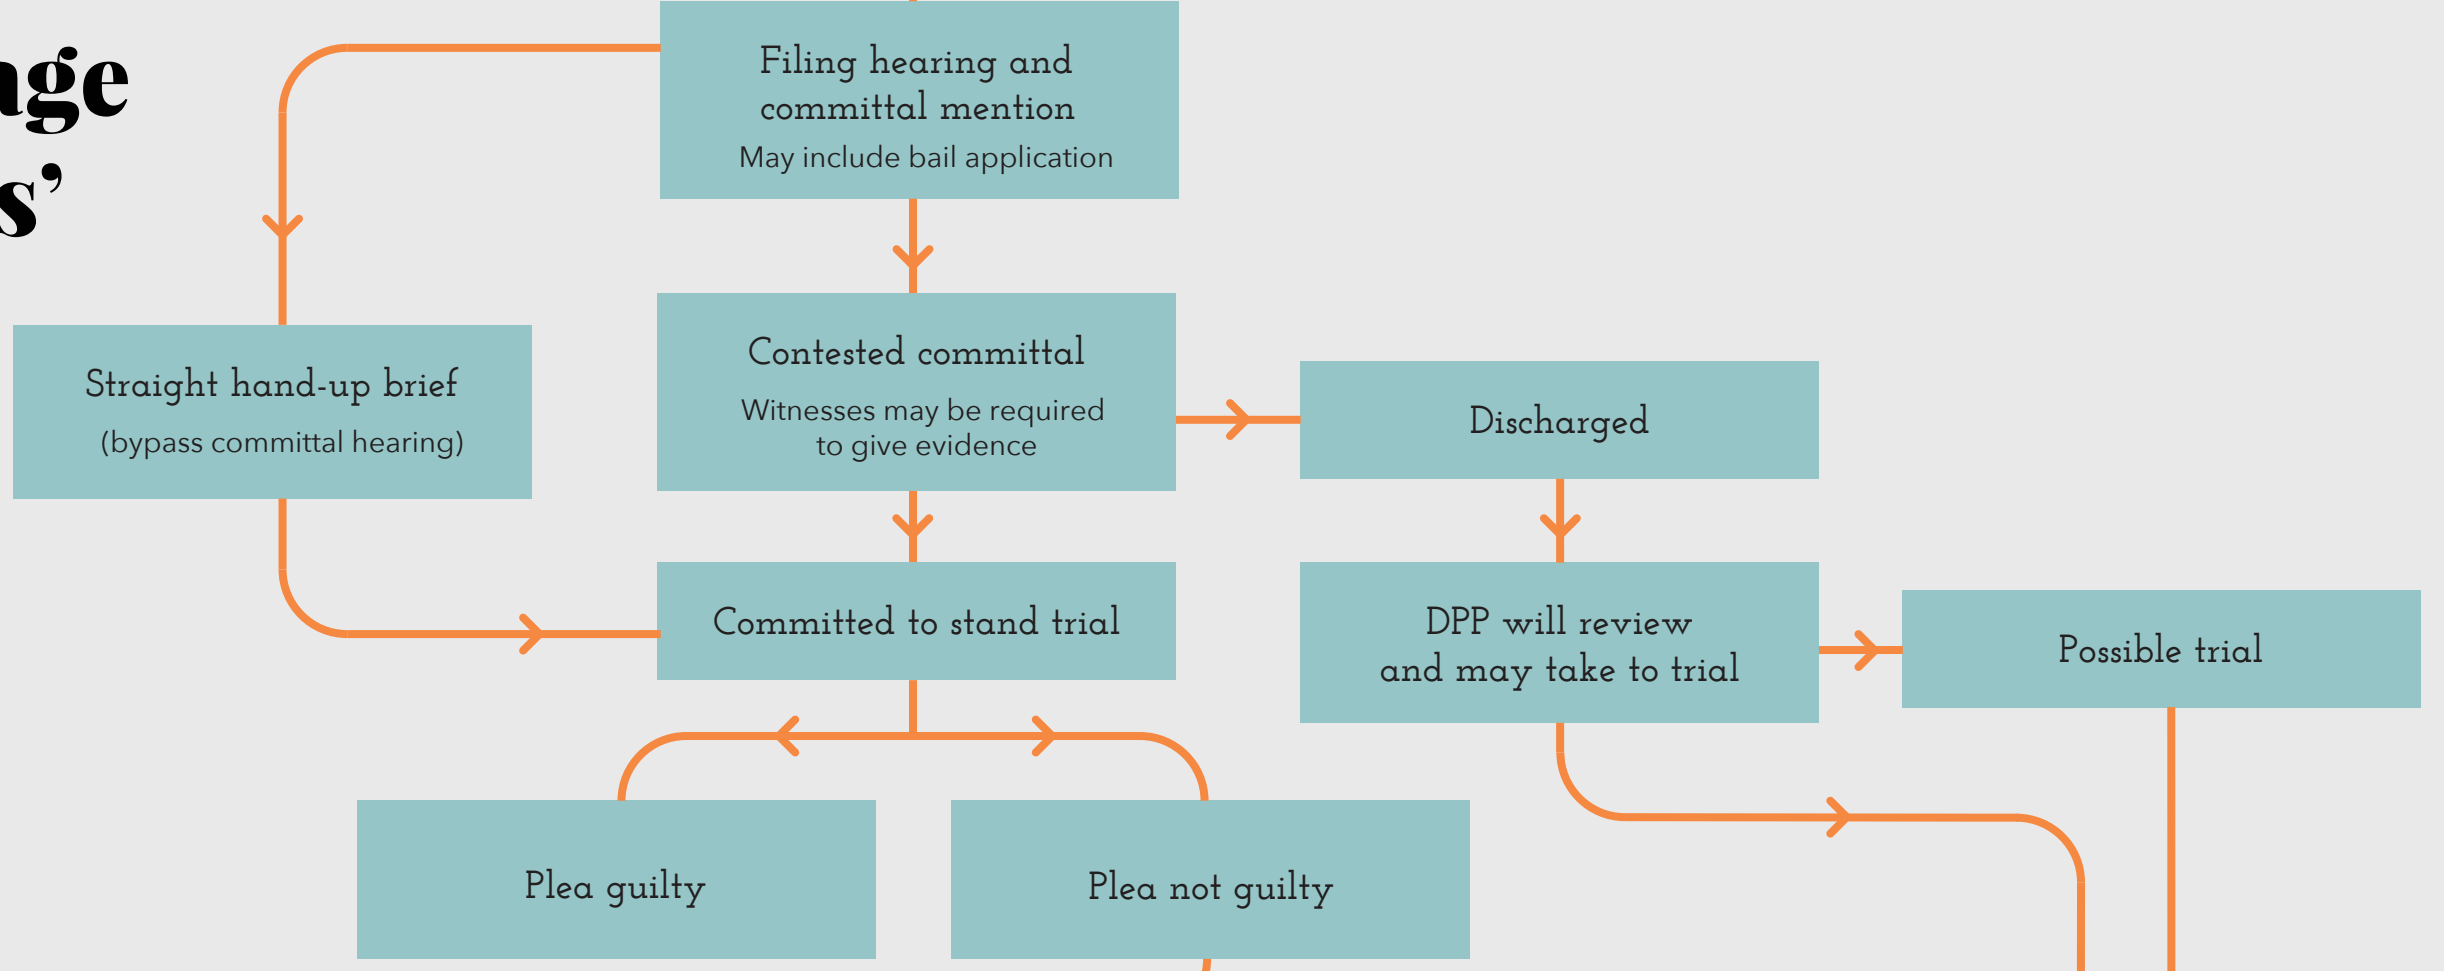 Filing hearing and
committal mention
May include bail application
Straight hand-up brief
(bypass committal hearing)
Contested committal
Witnesses may be required
to give evidence
Discharged
Committed to stand trial
DPP will review
and may take to trial
Possible trial
Plea guilty
Plea not guilty